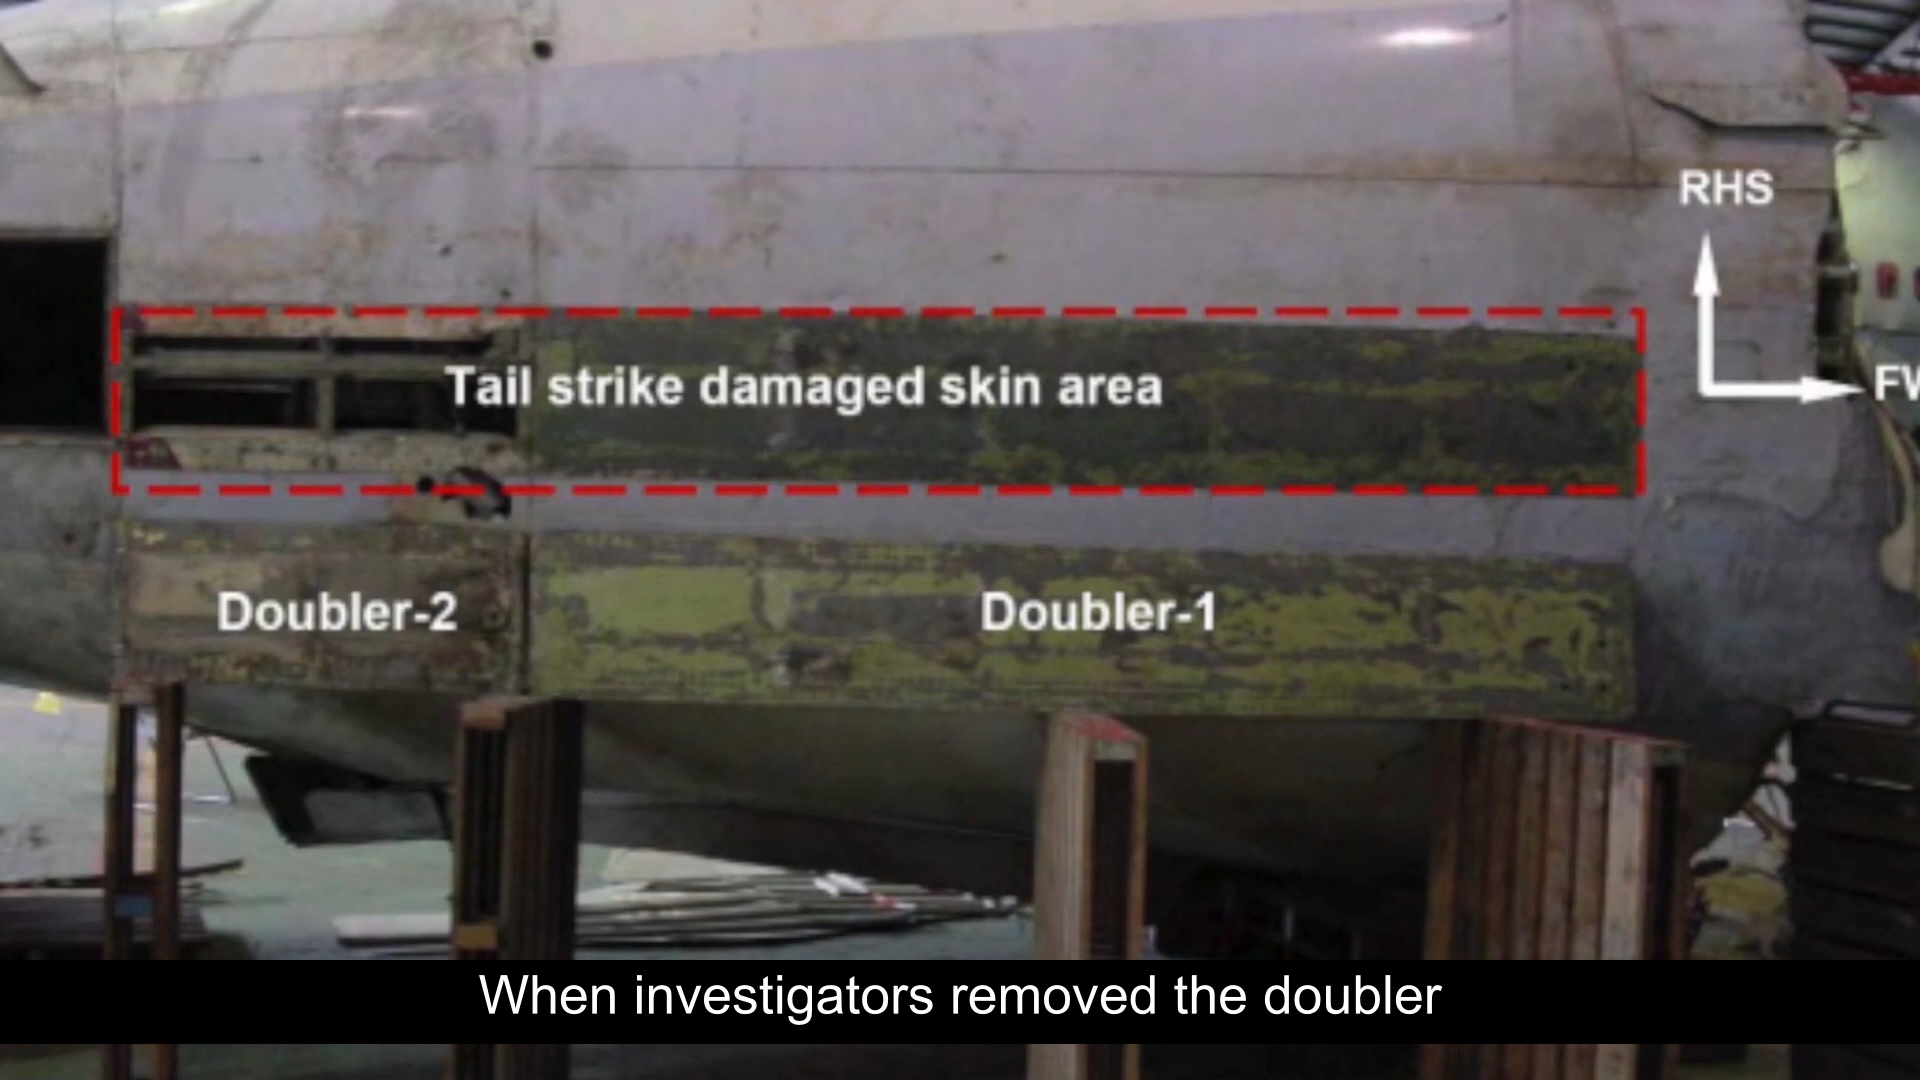 RHS
FW
Tail strike damaged skin area
Doubler-2
Doubler-1
When investigators removed the doubler